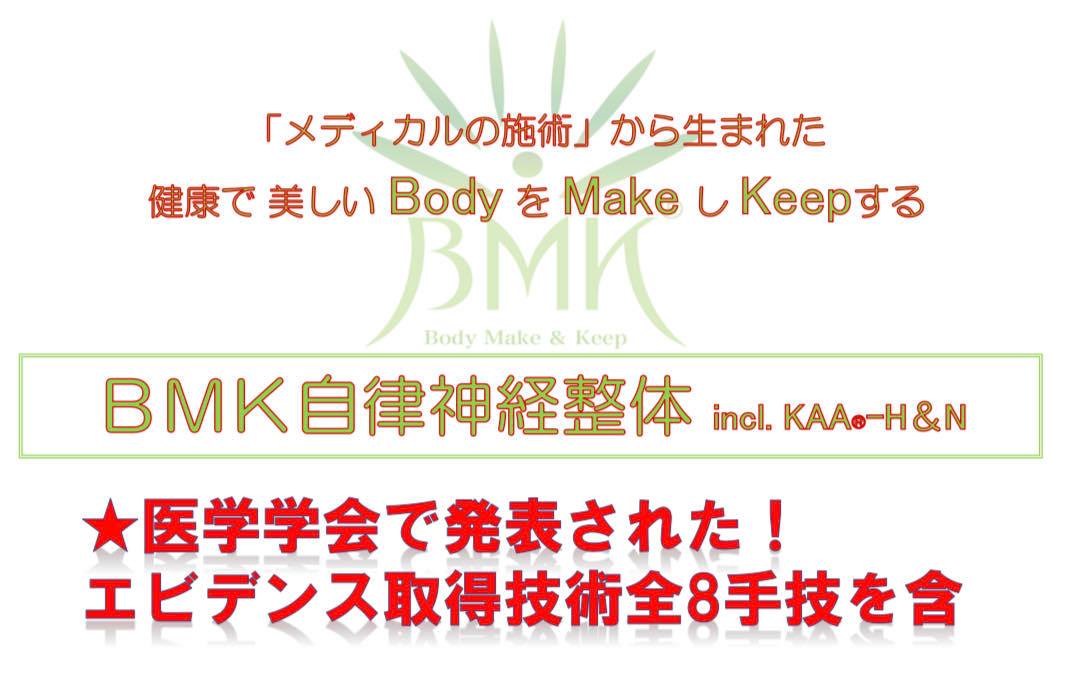 「メディカルの施術」から生まれた
健康で 美しい Body を Make し Keepする
BMK®
Body Make & Keep
BMK自律神経整体 incl. KAA®-H&N
★医学学会で発表された!
エビデンス取得技術全8手技を含